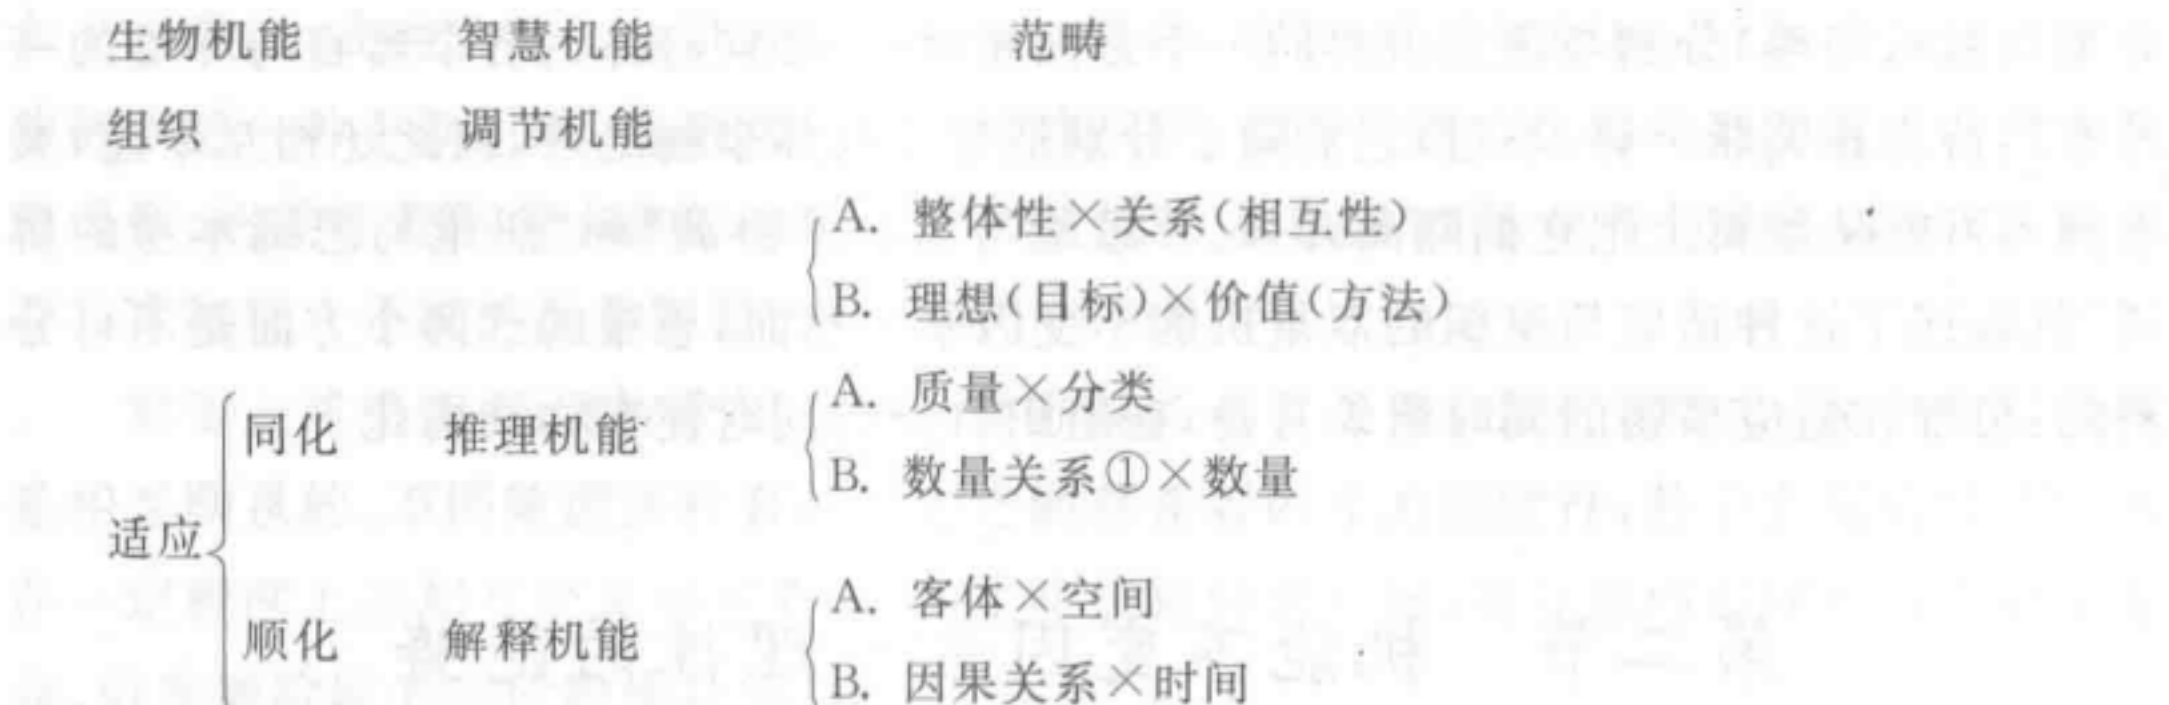 生物机能 智慧机能 范畴
组织 调节机能
A. 整体性×关系(相互性)
B. 理想(目标)×价值(方法)
适应
同化 推理机能
A. 质量×分类
B. 数量关系①×数量
顺化 解释机能
A. 客体×空间
B. 因果关系×时间